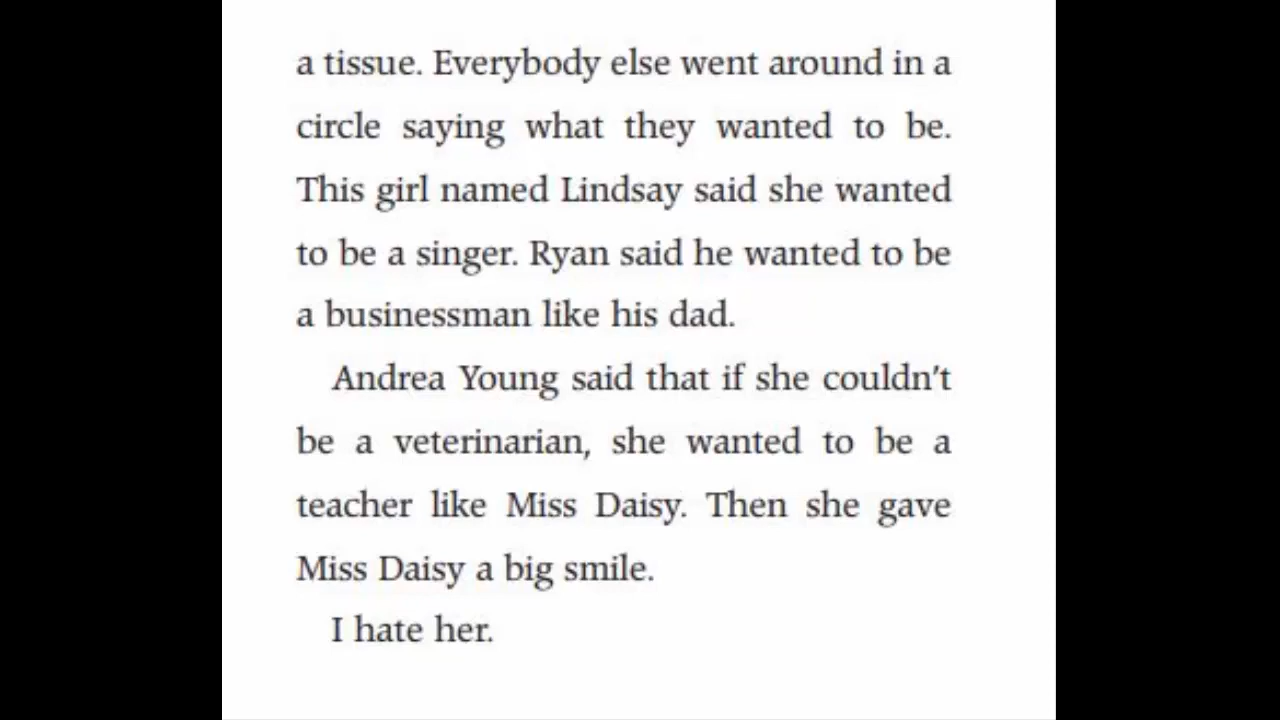 a tissue. Everybody else went around in a
circle saying what they wanted to be.
This girl named Lindsay said she wanted
to be a singer. Ryan said he wanted to be
a businessman like his dad.
Andrea Young said that if she couldn’t
be a veterinarian, she wanted to be a
teacher like Miss Daisy. Then she gave
Miss Daisy a big smile.
I hate her.